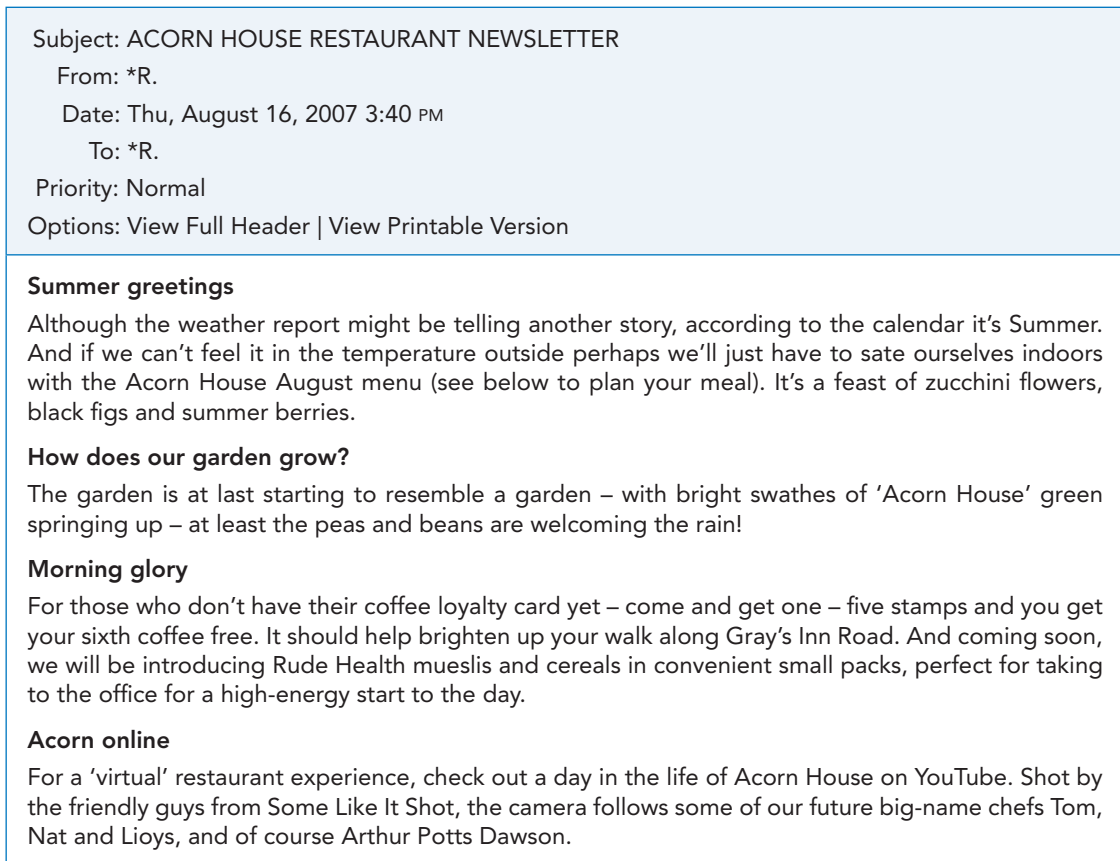 Subject: ACORN HOUSE RESTAURANT NEWSLETTER
From: *R.
Date: Thu, August 16, 2007 3:40 PM
To: *R.
Priority: Normal
Options: View Full Header | View Printable Version
Summer greetings
Although the weather report might be telling another story, according to the calendar it's Summer.
And if we can't feel it in the temperature outside perhaps we'll just have to sate ourselves indoors
with the Acorn House August menu (see below to plan your meal). It's a feast of zucchini flowers,
black figs and summer berries.
How does our garden grow?
The garden is at last starting to resemble a garden – with bright swathes of 'Acorn House' green
springing up – at least the peas and beans are welcoming the rain!
Morning glory
For those who don't have their coffee loyalty card yet – come and get one – five stamps and you get
your sixth coffee free. It should help brighten up your walk along Gray's Inn Road. And coming soon,
we will be introducing Rude Health mueslis and cereals in convenient small packs, perfect for taking
to the office for a high-energy start to the day.
Acorn online
For a 'virtual' restaurant experience, check out a day in the life of Acorn House on YouTube. Shot by
the friendly guys from Some Like It Shot, the camera follows some of our future big-name chefs Tom,
Nat and Lioys, and of course Arthur Potts Dawson.